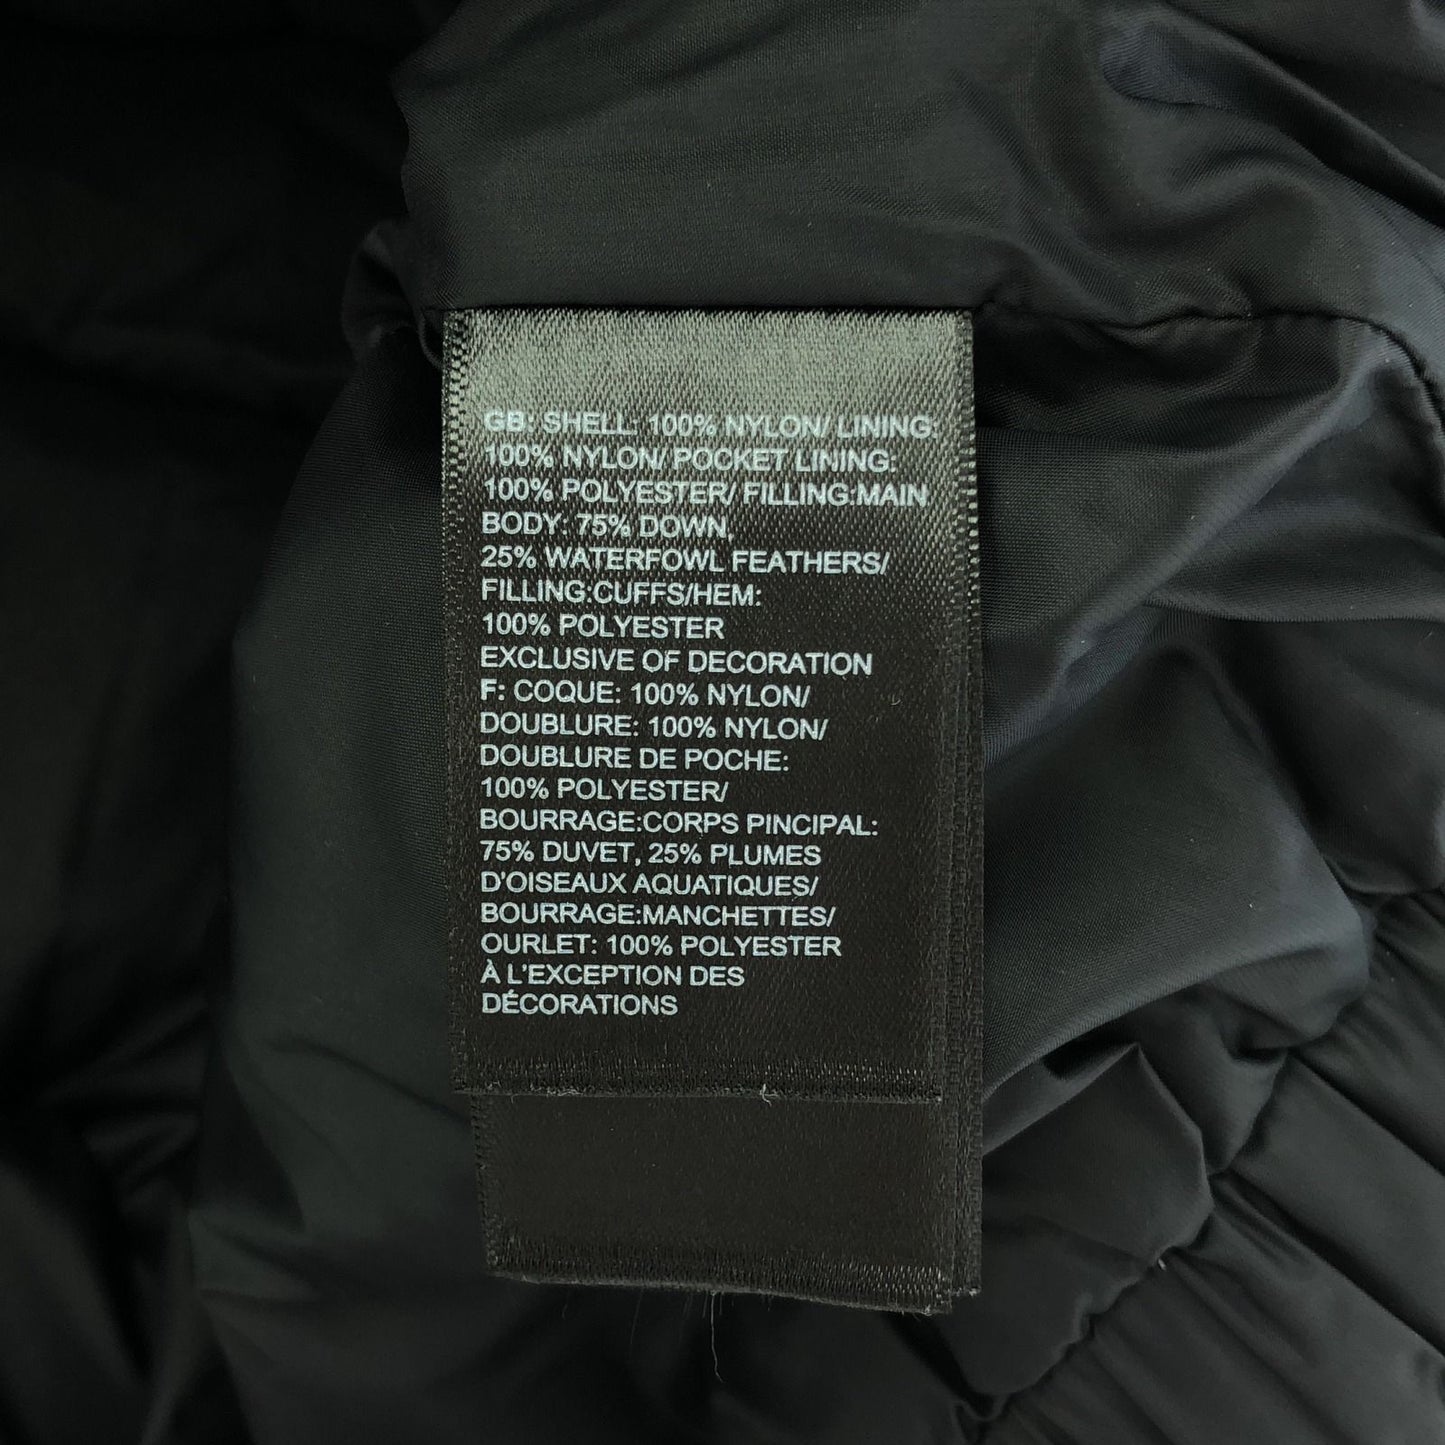 GB: SHELL: 100% NYLON/ LINING:
100% NYLON/ POCKET LINING:
100% POLYESTER/ FILLING:MAIN
BODY: 75% DOWN,
25% WATERFOWL FEATHERS/
FILLING:CUFFS/HEM:
100% POLYESTER
EXCLUSIVE OF DECORATION
F: COQUE: 100% NYLON/
DOUBLURE: 100% NYLON/
DOUBLURE DE POCHE:
100% POLYESTER/
BOURRAGE:CORPS PINCIPAL:
75% DUVET, 25% PLUMES
D'OISEAUX AQUATIQUES/
BOURRAGE:MANCHETTES/
OURLET: 100% POLYESTER
À L'EXCEPTION DES
DÉCORATIONS